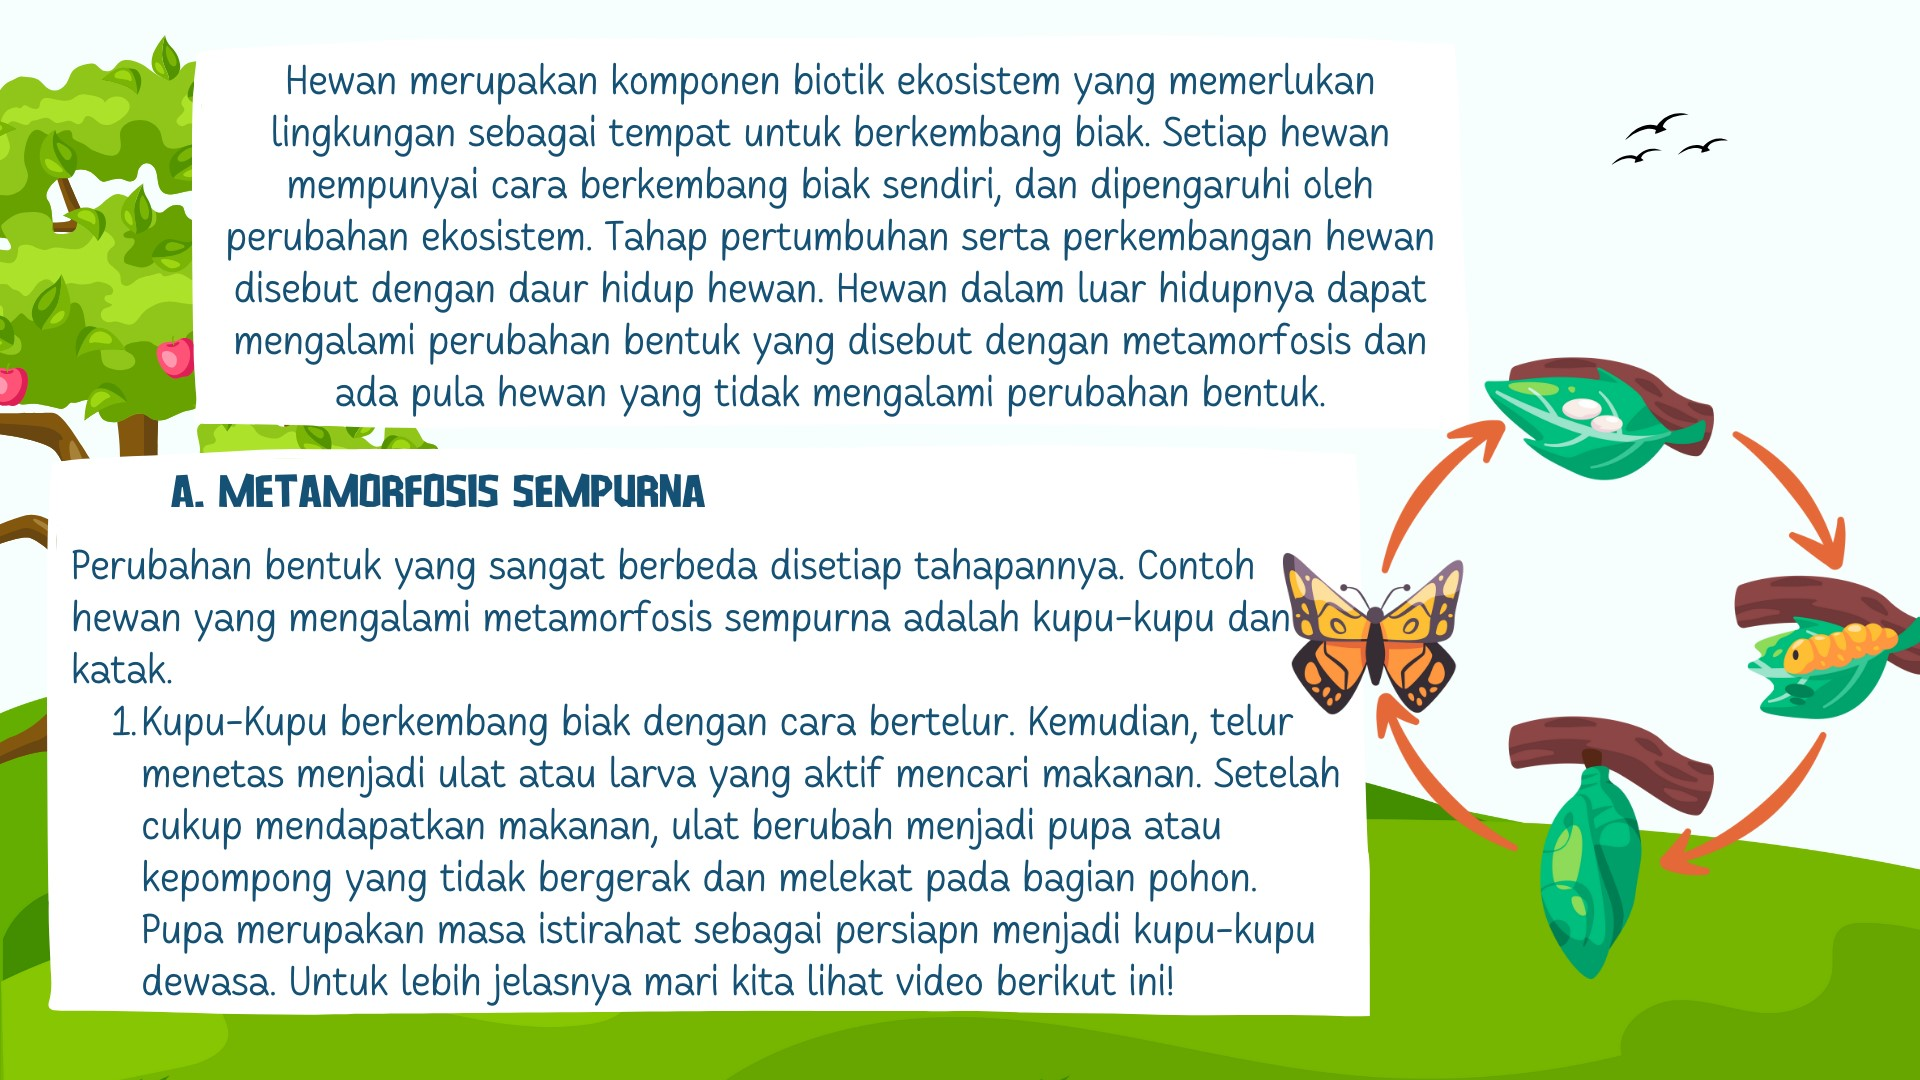 Hewan merupakan komponen biotik ekosistem yang memerlukan
lingkungan sebagai tempat untuk berkembang biak. Setiap hewan
mempunyai cara berkembang biak sendiri, dan dipengaruhi oleh
perubahan ekosistem. Tahap pertumbuhan serta perkembangan hewan
disebut dengan daur hidup hewan. Hewan dalam luar hidupnya dapat
mengalami perubahan bentuk yang disebut dengan metamorfosis dan
ada pula hewan yang tidak mengalami perubahan bentuk.
A. METAMORFOSIS SEMPURNA
Perubahan bentuk yang sangat berbeda disetiap tahapannya. Contoh
hewan yang mengalami metamorfosis sempurna adalah kupu-kupu dan
katak.
1. Kupu-Kupu berkembang biak dengan cara bertelur. Kemudian, telur
menetas menjadi ulat atau larva yang aktif mencari makanan. Setelah
cukup mendapatkan makanan, ulat berubah menjadi pupa atau
kepompong yang tidak bergerak dan melekat pada bagian pohon.
Pupa merupakan masa istirahat sebagai persiapn menjadi kupu-kupu
dewasa. Untuk lebih jelasnya mari kita lihat video berikut ini!